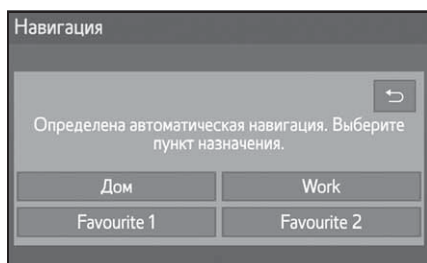 Навигация
Определена автоматическая навигация. Выберите
пункт назначения.
Дом
Work
Favourite 1
Favourite 2